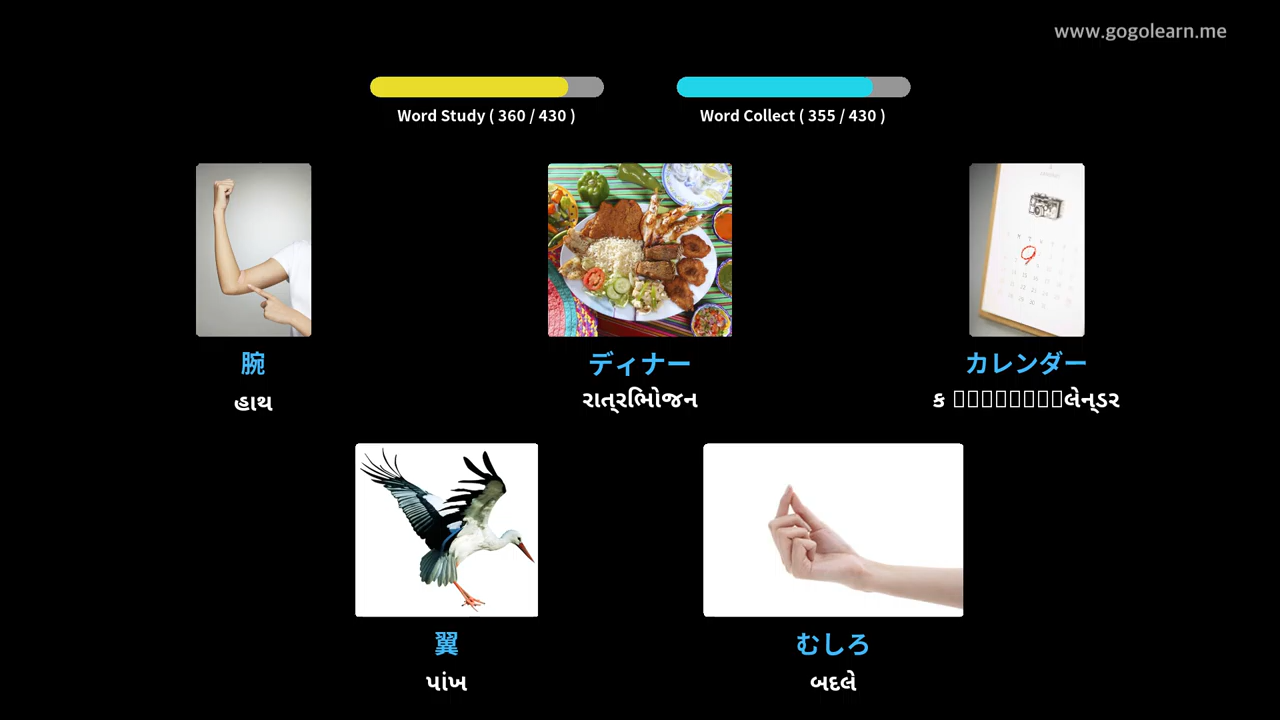 www.gogolearn.me
Word Study ( 360 / 430 )
Word Collect ( 355 / 430 )
腕
હાથ
ディナー
રાત્રિભોજન
カレンダー
ક લેન્ડર
翼
પાંખ
むしろ
બદલે